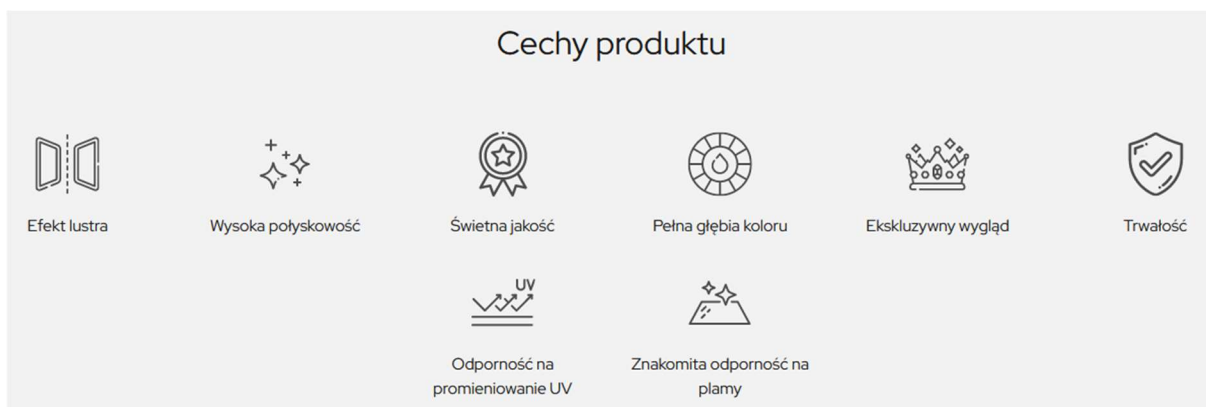 Cechy produktu
Efekt lustra
Wysoka połyskowość
Świetna jakość
Pełna głębia koloru
Ekskluzywny wygląd
Trwałość
UV
Odporność na
promieniowanie UV
Znakomita odporność na
plamy